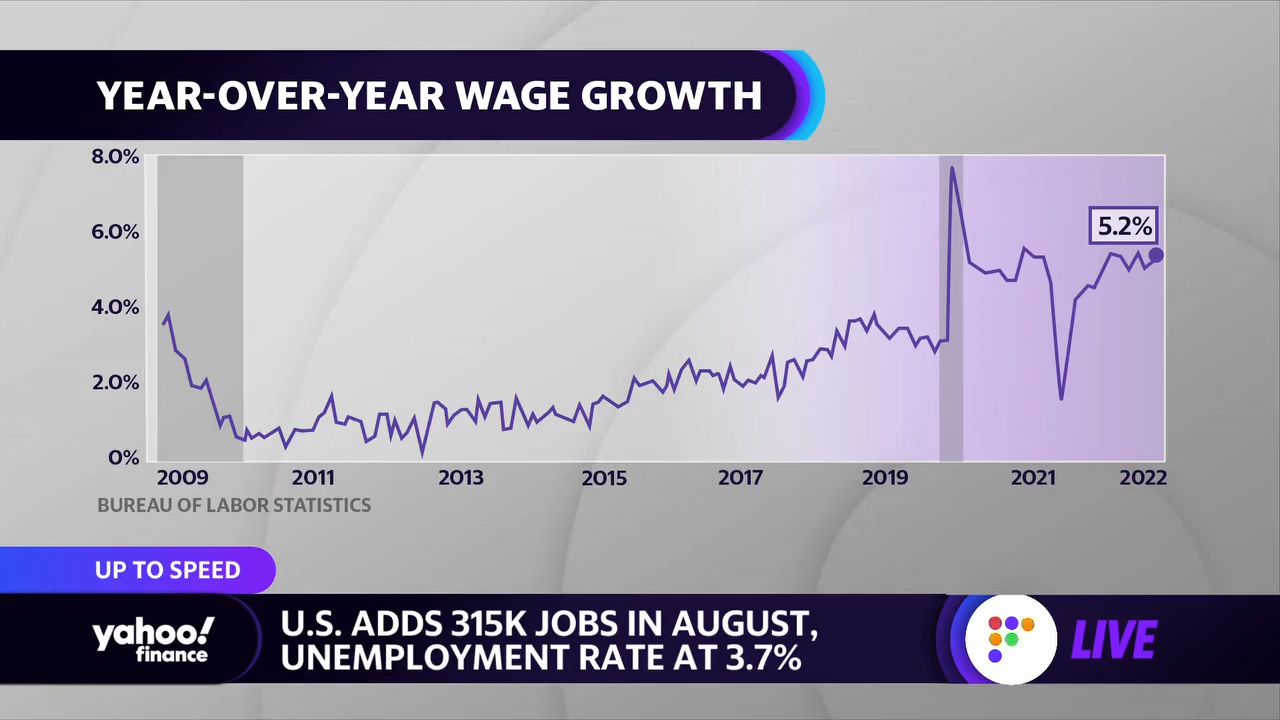 YEAR-OVER-YEAR WAGE GROWTH
8.0%
6.0%
5.2%
4.0%
2.0%
0%
2009 2011 2013 2015 2017 2019 2021 2022
BUREAU OF LABOR STATISTICS
UP TO SPEED
yahoo!
finance
U.S. ADDS 315K JOBS IN AUGUST,
UNEMPLOYMENT RATE AT 3.7%
LIVE